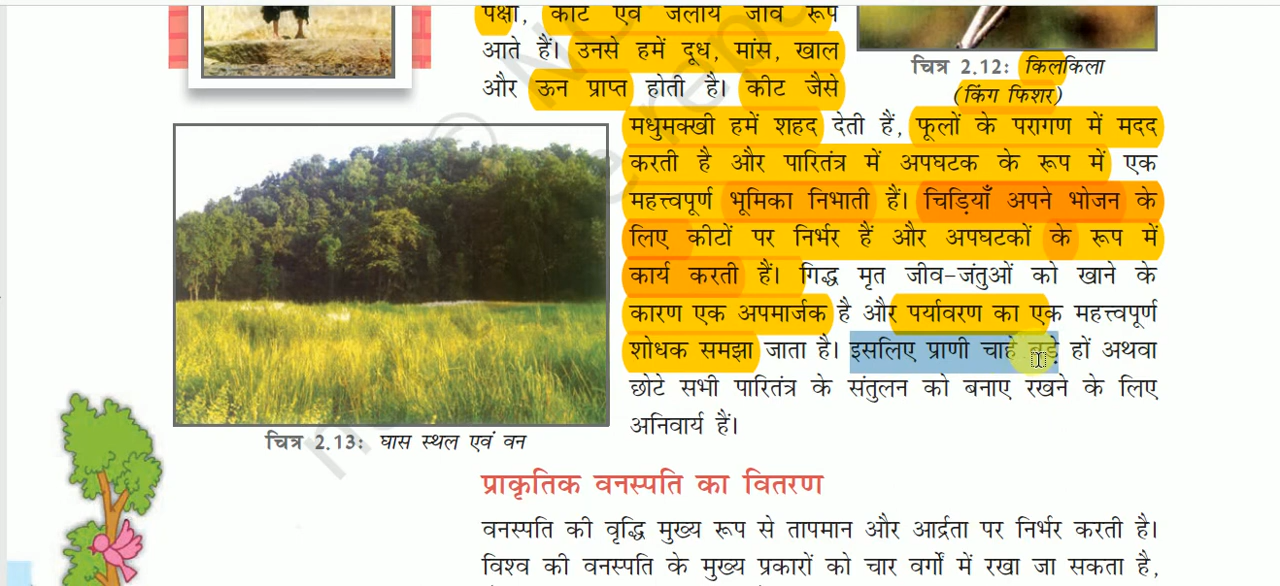 पक्षी, कीट एवं जलीय जीव रूप
आते हैं। उनसे हमें दूध, मांस, खाल
और ऊन प्राप्त होती है। कीट जैसे
चित्र 2.12: किलकिला
(किंग फिशर)
मधुमक्खी हमें शहद देती हैं, फूलों के परागण में मदद
करती है और पारितंत्र में अपघटक के रूप में एक
महत्त्वपूर्ण भूमिका निभाती हैं। चिड़ियाँ अपने भोजन के
लिए कीटों पर निर्भर हैं और अपघटकों के रूप में
कार्य करती हैं। गिद्ध मृत जीव-जंतुओं को खाने के
कारण एक अपमार्जक है और पर्यावरण का एक महत्त्वपूर्ण
शोधक समझा जाता है। इसलिए प्राणी चाहे बड़े हों अथवा
छोटे सभी पारितंत्र के संतुलन को बनाए रखने के लिए
अनिवार्य हैं।
चित्र 2.13: घास स्थल एवं वन
प्राकृतिक वनस्पति का वितरण
वनस्पति की वृद्धि मुख्य रूप से तापमान और आर्द्रता पर निर्भर करती है।
विश्व की वनस्पति के मुख्य प्रकारों को चार वर्गों में रखा जा सकता है,